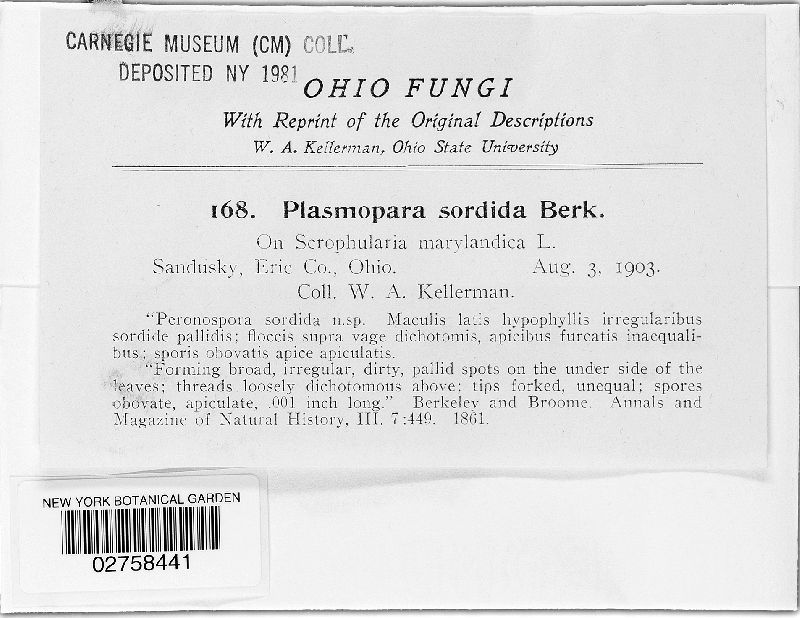 CARNEGIE MUSEUM (CM) COLL.
DEPOSITED NY 1981
OHIO FUNGI
With Reprint of the Original Descriptions
W. A. Kellerman, Ohio State University
168. Plasmopara sordida Berk.
On Scrophularia marylandica L.
Sandusky, Erie Co., Ohio. Aug. 3, 1903.
Coll. W. A. Kellerman.
"Peronospora sordida n.sp. Maculis latis hypophyllis irregularibus
sordide pallidis; floccis supra vage dichotomis, apicibus furcatis inaequali-
bus; sporis obovatis apice apiculatis.
"Forming broad, irregular, dirty, pallid spots on the under side of the
leaves; threads loosely dichotomous above; tips forked, unequal; spores
obovate, apiculate, .001 inch long." Berkeley and Broome. Annals and
Magazine of Natural History, III. 7:449. 1861.
NEW YORK BOTANICAL GARDEN
02758441